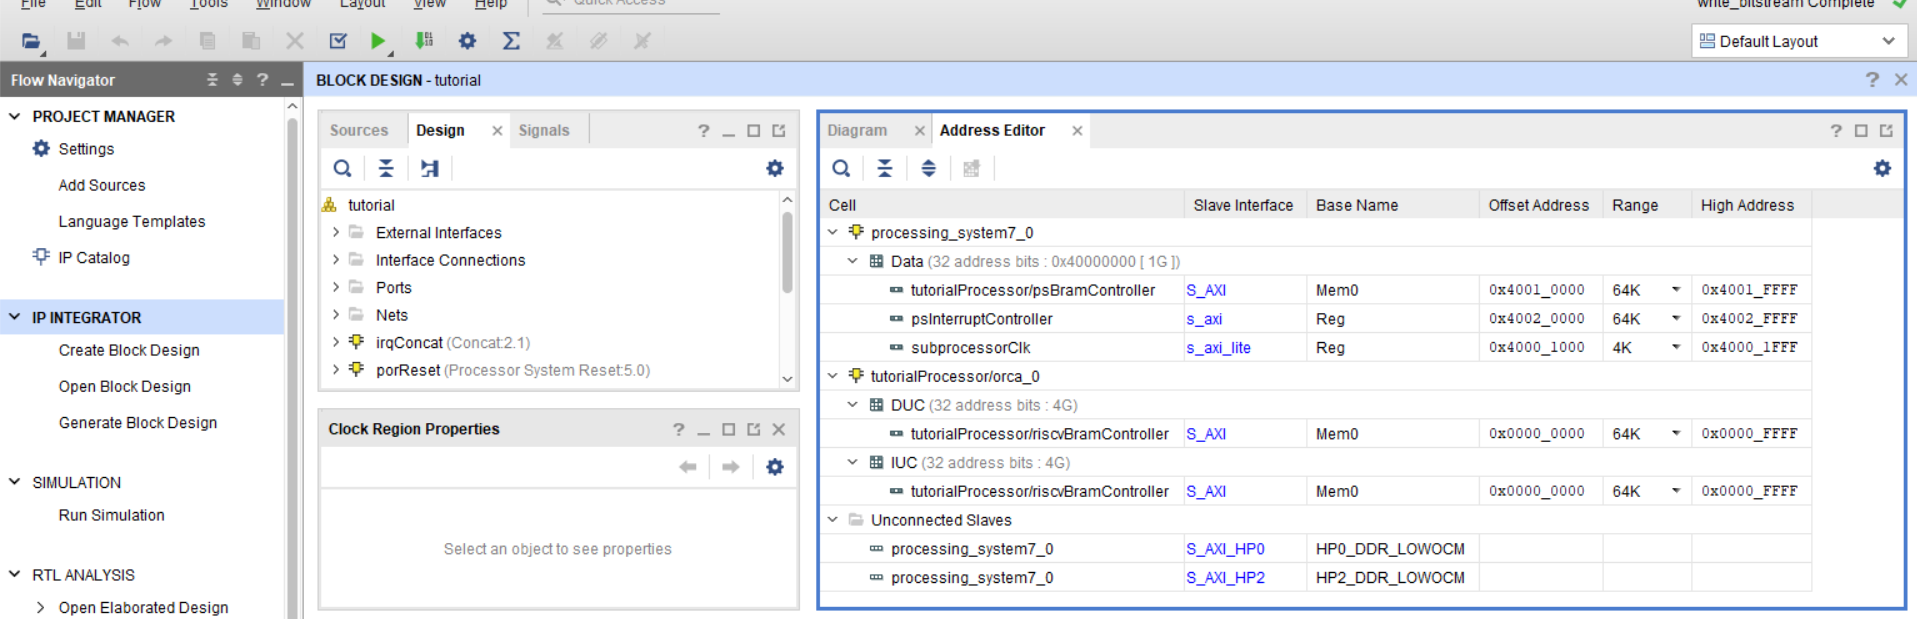 File Edit Flow Tools Window Layout View Help Quick Access
write_bitstream Complete
Default Layout
Flow Navigator
PROJECT MANAGER
Settings
Add Sources
Language Templates
IP Catalog
IP INTEGRATOR
Create Block Design
Open Block Design
Generate Block Design
SIMULATION
Run Simulation
RTL ANALYSIS
Open Elaborated Design
BLOCK DESIGN - tutorial
Sources Design Signals
tutorial
External Interfaces
Interface Connections
Ports
Nets
irqConcat (Concat:2.1)
porReset (Processor System Reset:5.0)
Clock Region Properties
Select an object to see properties
Diagram Address Editor
Cell Slave Interface Base Name Offset Address Range High Address
processing_system7_0
Data (32 address bits : 0x40000000 [ 1G ])
tutorialProcessor/psBramController S_AXI Mem0 0x4001_0000 64K 0x4001_FFFF
psInterruptController s_axi Reg 0x4002_0000 64K 0x4002_FFFF
subprocessorClk s_axi_lite Reg 0x4000_1000 4K 0x4000_1FFF
tutorialProcessor/orca_0
DUC (32 address bits : 4G)
tutorialProcessor/riscvBramController S_AXI Mem0 0x0000_0000 64K 0x0000_FFFF
IUC (32 address bits : 4G)
tutorialProcessor/riscvBramController S_AXI Mem0 0x0000_0000 64K 0x0000_FFFF
Unconnected Slaves
processing_system7_0 S_AXI_HP0 HP0_DDR_LOWOCM
processing_system7_0 S_AXI_HP2 HP2_DDR_LOWOCM